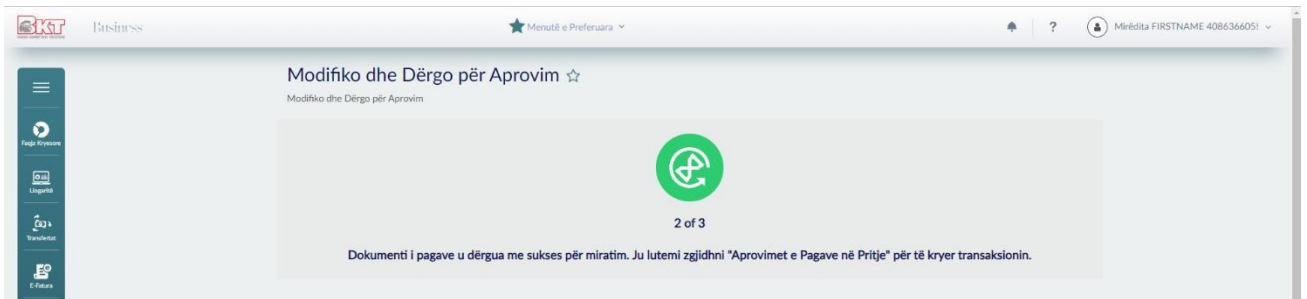 BKT Business
Menutë e Preferuara
?
Mirëdita FIRSTNAME 408636605!
Modifiko dhe Dërgo për Aprovim
Modifiko dhe Dërgo për Aprovim
Faqja Kryesore
Llogaritë
Transfertat
E-Fatura
2 of 3
Dokumenti i pagave u dërgua me sukses për miratim. Ju lutemi zgjidhni "Aprovimet e Pagave në Pritje" për të kryer transaksionin.